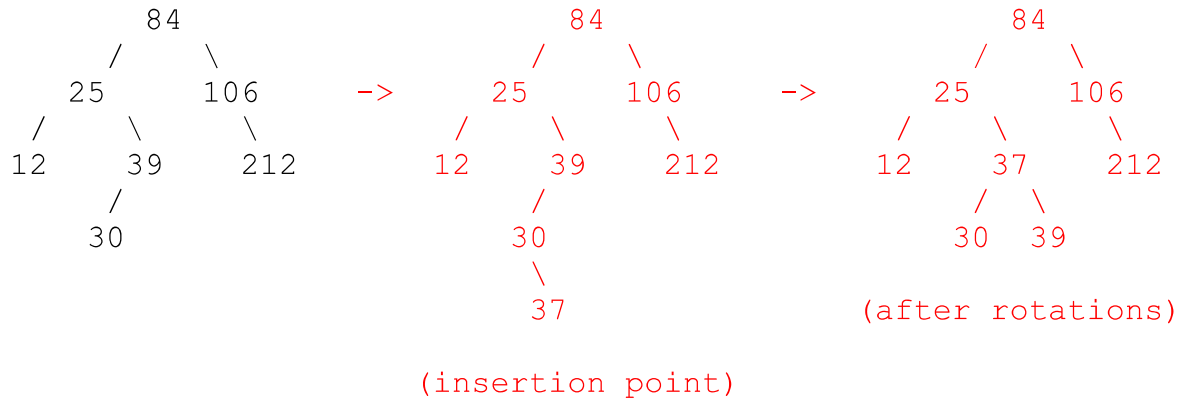 84 84 84
/ \ / \ / \
25 106 -> 25 106 -> 25 106
/ \ \ / \ \ / \ \
12 39 212 12 39 212 12 37 212
/ / / \
30 30 30 39
\
37 (after rotations)
(insertion point)